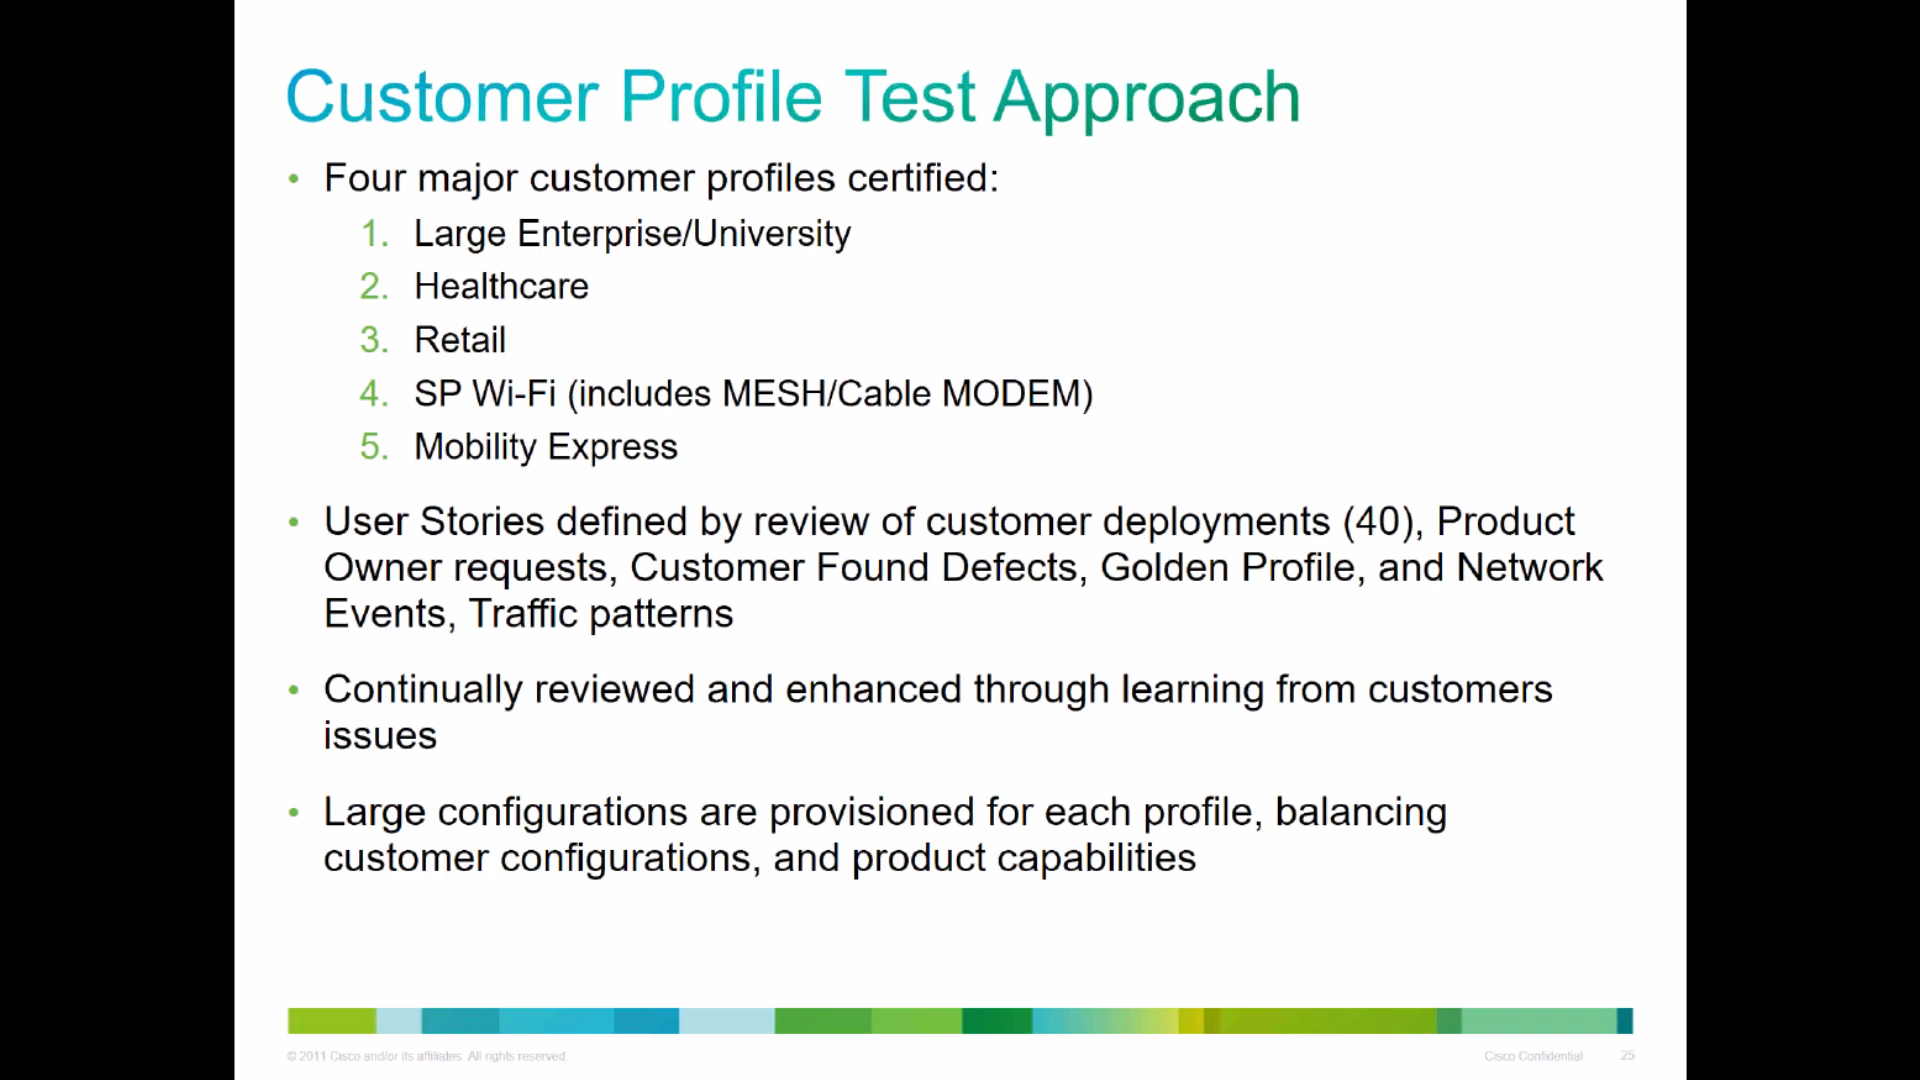 Customer Profile Test Approach
• Four major customer profiles certified:
1. Large Enterprise/University
2. Healthcare
3. Retail
4. SP Wi-Fi (includes MESH/Cable MODEM)
5. Mobility Express
• User Stories defined by review of customer deployments (40), Product
Owner requests, Customer Found Defects, Golden Profile, and Network
Events, Traffic patterns
• Continually reviewed and enhanced through learning from customers
issues
• Large configurations are provisioned for each profile, balancing
customer configurations, and product capabilities
© 2011 Cisco and/or its affiliates. All rights reserved.
Cisco Confidential 25